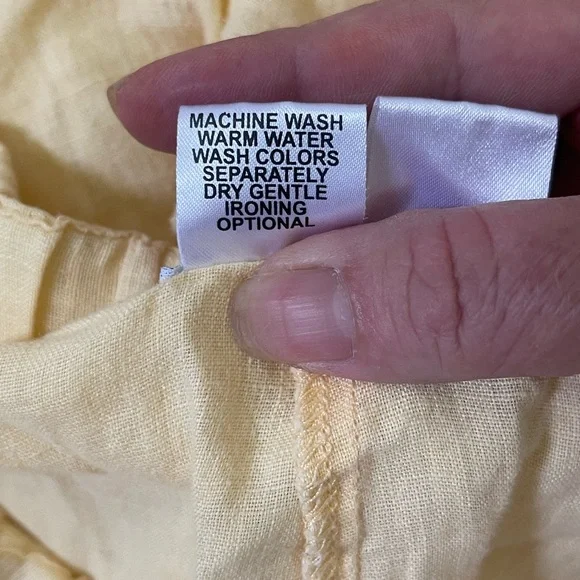 MACHINE WASH
WARM WATER
WASH COLORS
SEPARATELY
DRY GENTLE
IRONING
OPTIONAL